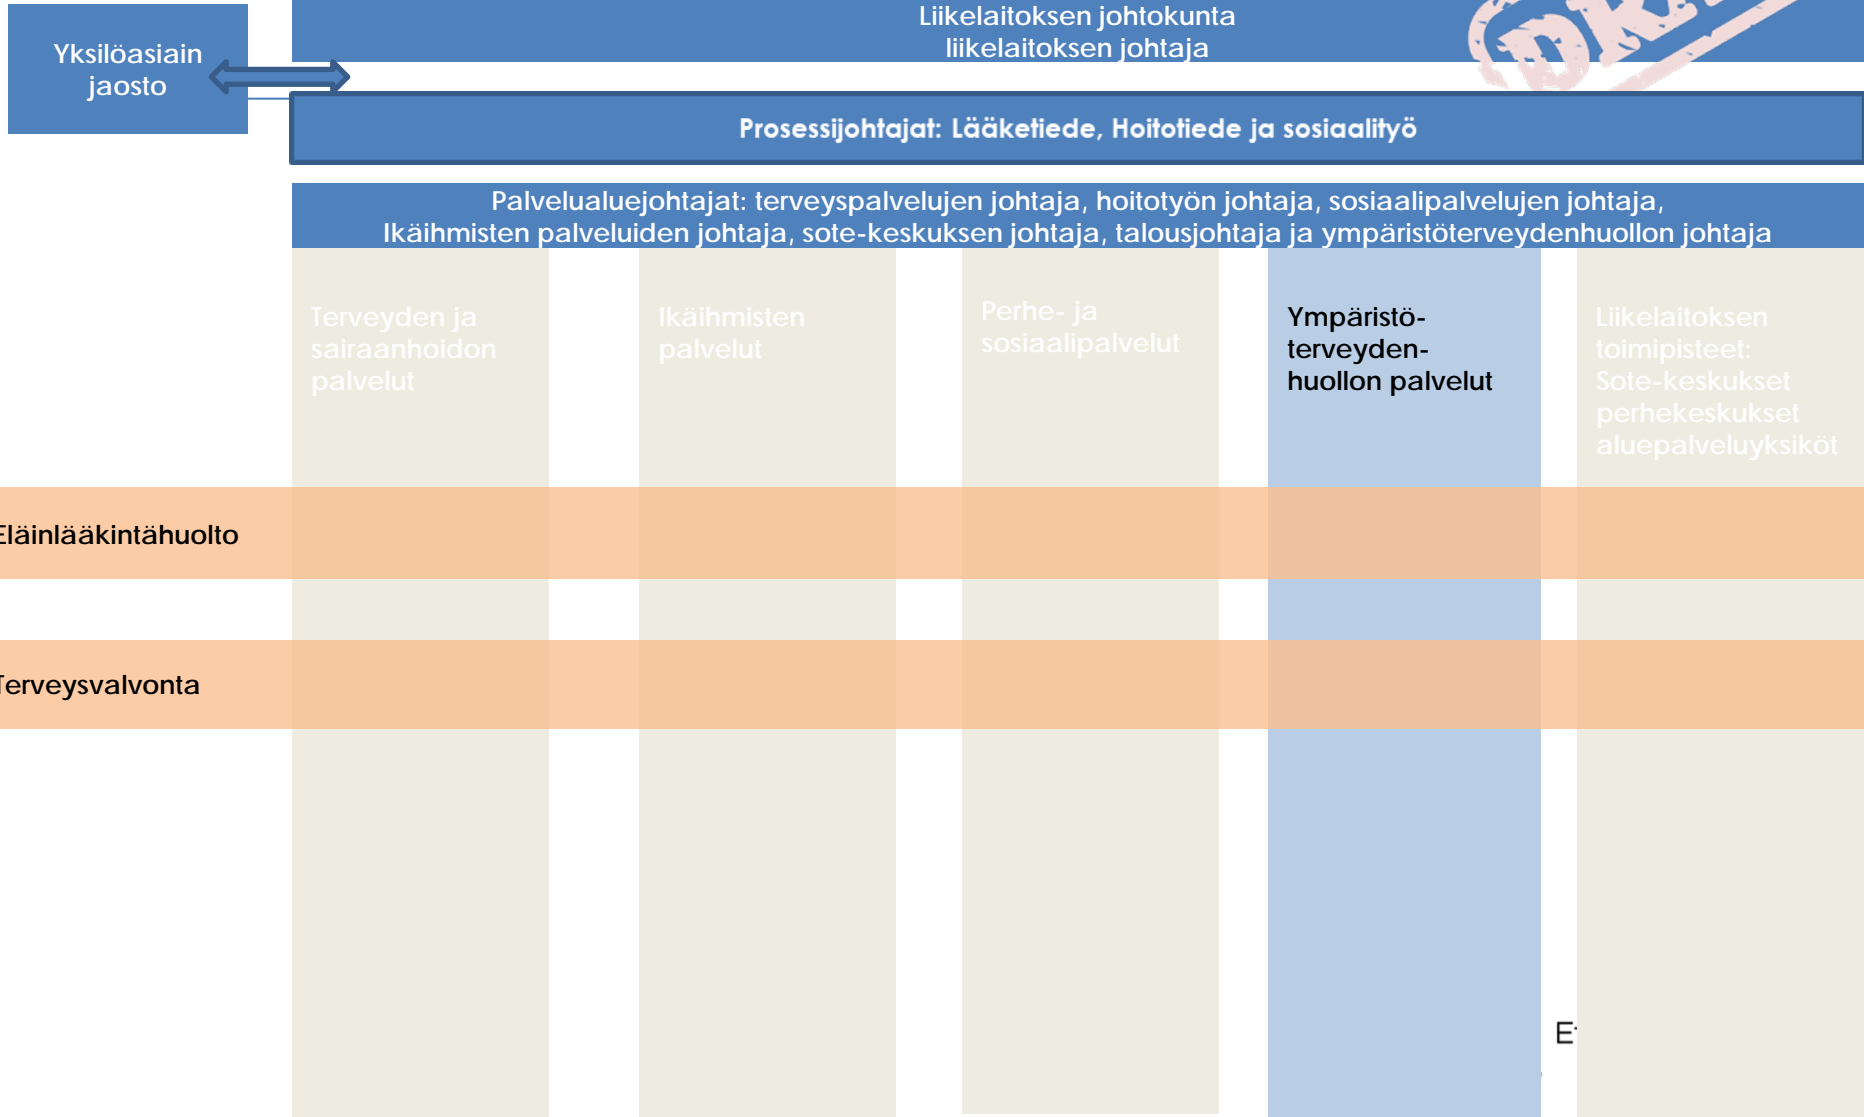 Liikelaitoksen johtokunta
liikelaitoksen johtaja
Yksilöasiain
jaosto
Prosessijohtajat: Lääketiede, Hoitotiede ja sosiaalityö
Palvelualuejohtajat: terveyspalvelujen johtaja, hoitotyön johtaja, sosiaalipalvelujen johtaja,
Ikäihmisten palveluiden johtaja, sote-keskuksen johtaja, talousjohtaja ja ympäristöterveydenhuollon johtaja
Terveyden ja
sairaanhoidon
palvelut
Ikäihmisten
palvelut
Perhe- ja
sosiaalipalvelut
Ympäristö-
terveyden-
huollon palvelut
Liikelaitoksen
toimipisteet:
Sote-keskukset
perhekeskukset
aluepalveluyksiköt
Eläinlääkintähuolto
Terveysvalvonta